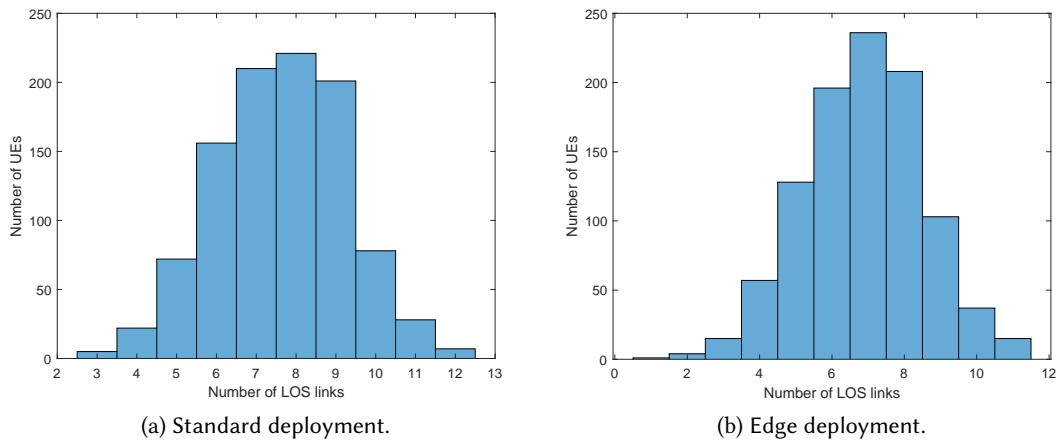 250
200
150
100
50
0
Number of UEs
2 3 4 5 6 7 8 9 10 11 12 13
Number of LOS links
(a) Standard deployment.
250
200
150
100
50
0
Number of UEs
0 2 4 6 8 10 12
Number of LOS links
(b) Edge deployment.